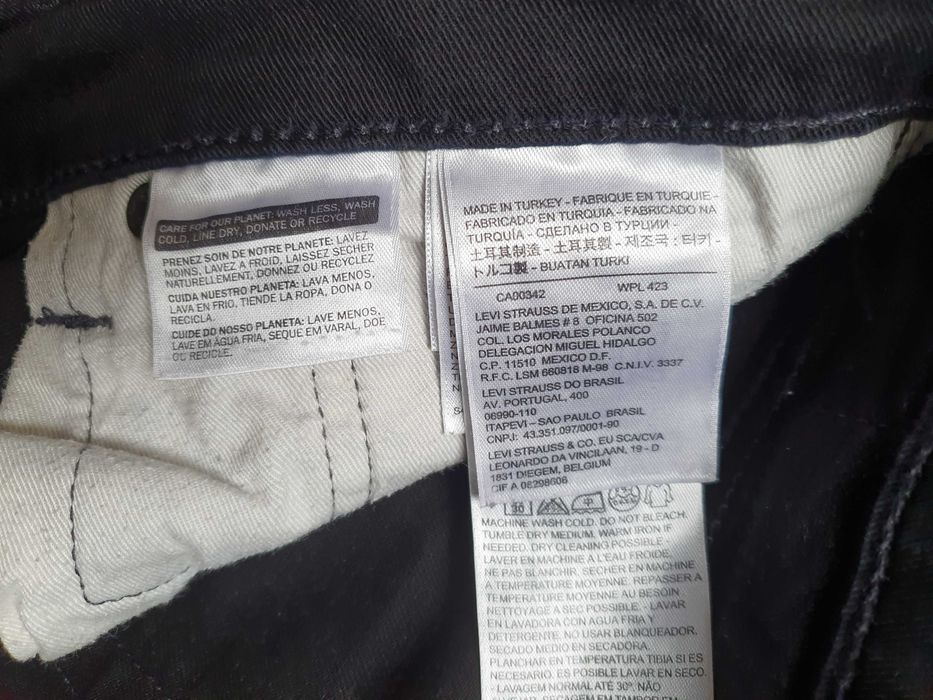 CARE FOR OUR PLANET: WASH LESS, WASH
COLD, LINE DRY, DONATE OR RECYCLE
PRENEZ SOIN DE NOTRE PLANETE: LAVEZ
MOINS, LAVEZ A FROID, LAISSEZ SECHER
NATURELLEMENT, DONNEZ OU RECYCLEZ
CUIDA NUESTRO PLANETA: LAVA MENOS,
LAVA EN FRIO, TIENDE LA ROPA, DONA O
RECICLA.
CUIDE DO NOSSO PLANETA: LAVE MENOS,
LAVE EM ÁGUA FRIA, SEQUE EM VARAL, DOE
OU RECICLE.
MADE IN TURKEY - FABRIQUE EN TURQUIE -
FABRICADO EN TURQUIA - FABRICADO NA
TURQUÍA - СДЕЛАНО В ТУРЦИИ -
土耳其制造 - 土耳其製 - 제조국 : 터키 -
トルコ製 - BUATAN TURKI
CA00342 WPL 423
LEVI STRAUSS DE MEXICO, S.A. DE C.V.
JAIME BALMES # 8 OFICINA 502
COL. LOS MORALES POLANCO
DELEGACION MIGUEL HIDALGO
C.P. 11510 MEXICO D.F.
R.F.C. LSM 660818 M-98 C.N.I.V. 3337
LEVI STRAUSS DO BRASIL
AV. PORTUGAL, 400
06990-110
ITAPEVI – SAO PAULO BRASIL
CNPJ: 43.351.097/0001-90
LEVI STRAUSS & CO. EU SCA/CVA
LEONARDO DA VINCILAAN, 19 - D
1831 DIEGEM, BELGIUM
CIF A 08298606
30
MACHINE WASH COLD. DO NOT BLEACH.
TUMBLE DRY MEDIUM. WARM IRON IF
NEEDED. DRY CLEANING POSSIBLE -
LAVER EN MACHINE A L'EAU FROIDE.
NE PAS BLANCHIR. SECHER EN MACHINE
A TEMPERATURE MOYENNE. REPASSER A
TEMPERATURE MOYENNE AU BESOIN
NETTOYAGE A SEC POSSIBLE - LAVAR
EN LAVADORA CON AGUA FRIA Y
DETERGENTE. NO USAR BLANQUEADOR.
SECADO MEDIO EN SECADORA.
PLANCHAR EN TEMPERATURA TIBIA SI ES
NECESARIO. ES POSIBLE LAVAR EN SECO.
- LAVAGEM NORMAL ATÉ 30º. NÃO